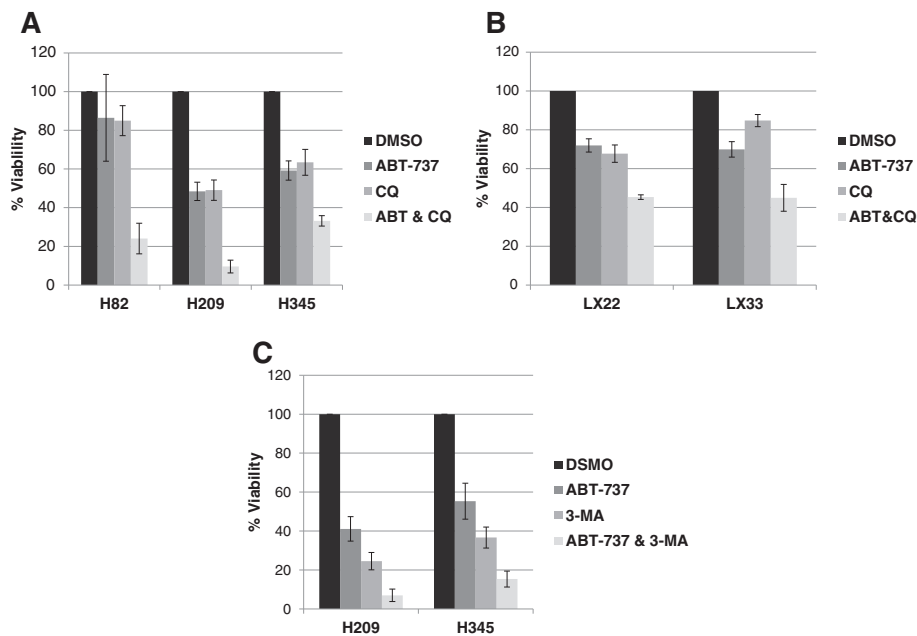 A
% Viablility
120
100
80
60
40
20
0
H82
H209
H345
DMSO
ABT-737
CQ
ABT & CQ
B
% Viability
120
100
80
60
40
20
0
LX22
LX33
DMSO
ABT-737
CQ
ABT&CQ
C
% Viability
120
100
80
60
40
20
0
H209
H345
DSMO
ABT-737
3-MA
ABT-737 & 3-MA